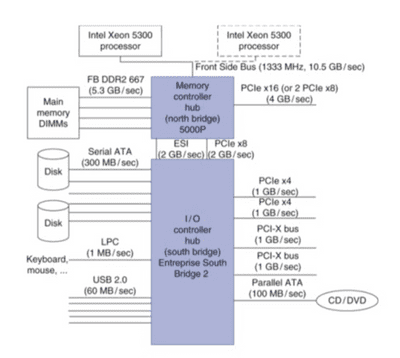 Intel Xeon 5300
processor
Intel Xeon 5300
processor
Front Side Bus (1333 MHz, 10.5 GB/sec)
FB DDR2 667
(5.3 GB/sec)
Main
memory
DIMMs
Memory
controller
hub
(north bridge)
5000P
PCIe x16 (or 2 PCIe x8)
(4 GB/sec)
ESI
(2 GB/sec)
PCIe x8
(2 GB/sec)
Serial ATA
(300 MB/sec)
Disk
Disk
LPC
(1 MB/sec)
Keyboard,
mouse, ...
USB 2.0
(60 MB/sec)
I/O
controller
hub
(south bridge)
Entreprise South
Bridge 2
PCIe x4
(1 GB/sec)
PCIe x4
(1 GB/sec)
PCI-X bus
(1 GB/sec)
PCI-X bus
(1 GB/sec)
Parallel ATA
(100 MB/sec)
CD/DVD